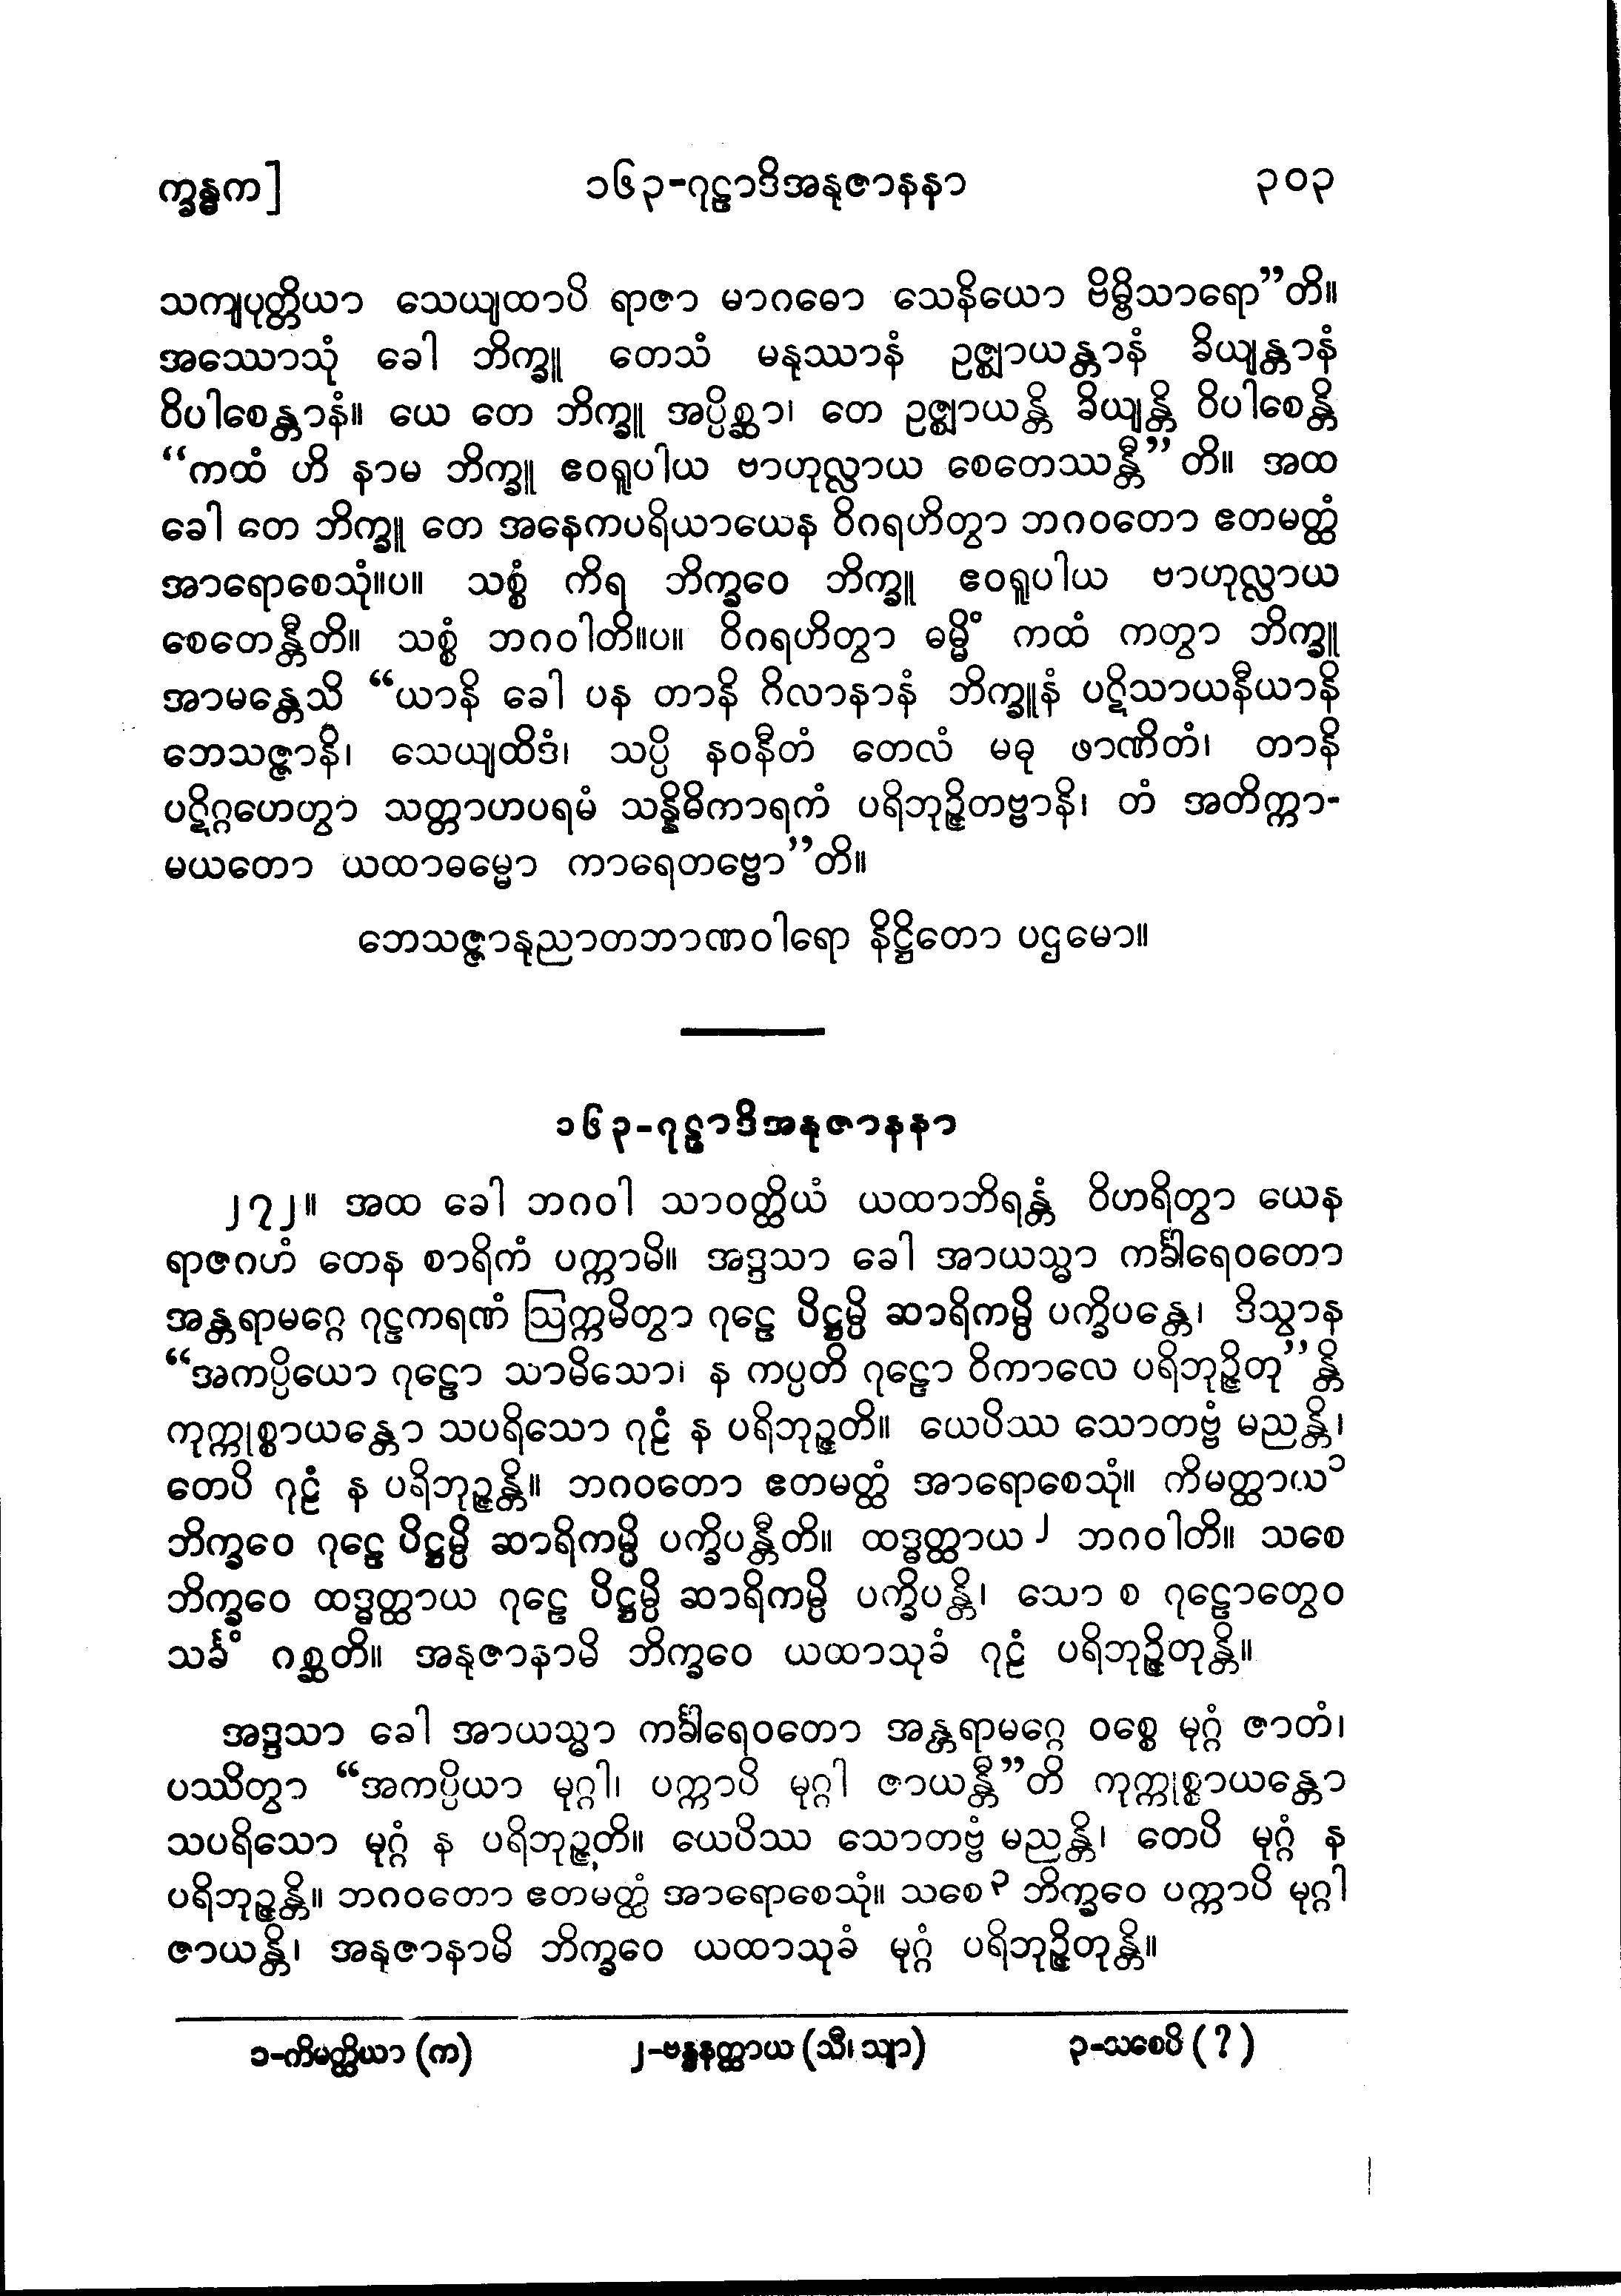 က္ခန္ဓက]
၁၆၃-ဂုဠာဒိအနုဇာနနာ
၃၀၃
သကျပုတ္တိယာ သေယျထာပိ ရာဇာ မာဂဓော သေနိယော ဗိမ္ဗိသာရော”တိ။
အဿောသုံ ခေါ ဘိက္ခူ တေသံ မနုဿာနံ ဥဇ္ဈာယန္တာနံ ခိယျန္တာနံ
ဝိပါစေန္တာနံ။ ယေ တေ ဘိက္ခူ အပ္ပိစ္ဆာ၊ တေ ဥဇ္ဈာယန္တိ ခိယျန္တိ ဝိပါစေန္တိ
“ကထံ ဟိ နာမ ဘိက္ခူ ဧဝရူပါယ ဗာဟုလ္လာယ စေတေဿန္တီ”တိ။ အထ
ခေါ တေ ဘိက္ခူ တေ အနေကပရိယာယေန ဝိဂရဟိတွာ ဘဂဝတော ဧတမတ္ထံ
အာရောစေသုံ။ပ။ သစ္စံ ကိရ ဘိက္ခဝေ ဘိက္ခူ ဧဝရူပါယ ဗာဟုလ္လာယ
စေတေန္တီတိ။ သစ္စံ ဘဂဝါတိ။ပ။ ဝိဂရဟိတွာ ဓမ္မိံ ကထံ ကတွာ ဘိက္ခူ
အာမန္တေသိ “ယာနိ ခေါ ပန တာနိ ဂိလာနာနံ ဘိက္ခူနံ ပဋိသာယနီယာနိ
ဘေသဇ္ဇာနိ၊ သေယျထိဒံ၊ သပ္ပိ နဝနီတံ တေလံ မဓု ဖာဏိတံ၊ တာနိ
ပဋိဂ္ဂဟေတွာ သတ္တာဟပရမံ သန္နိဓိကာရကံ ပရိဘုဉ္ဇိတဗ္ဗာနိ၊ တံ အတိက္ကာ-
မယတော ယထာဓမ္မော ကာရေတဗ္ဗော”တိ။
ဘေသဇ္ဇာနုညာတဘာဏဝါရော နိဋ္ဌိတော ပဌမော။
၁၆၃-ဂုဠာဒိအနုဇာနနာ
၂၇၂။ အထ ခေါ ဘဂဝါ သာဝတ္ထိယံ ယထာဘိရန္တံ ဝိဟရိတွာ ယေန
ရာဇဂဟံ တေန စာရိကံ ပက္ကာမိ။ အဒ္ဒသာ ခေါ အာယသ္မာ ကင်္ခါရေဝတော
အန္တရာမဂ္ဂေ ဂုဠကရဏံ ဩက္ကမိတွာ ဂုဠေ ပိဋ္ဌမ္ပိ ဆာရိကမ္ပိ ပက္ခိပန္တေ၊ ဒိသွာန
“အကပ္ပိယော ဂုဠော သာမိသော၊ န ကပ္ပတိ ဂုဠော ဝိကာလေ ပရိဘုဉ္ဇိတု”န္တိ
ကုက္ကုစ္စာယန္တော သပရိသော ဂုဠံ န ပရိဘုဉ္ဇတိ။ ယေပိဿ သောတဗ္ဗံ မညန္တိ၊
တေပိ ဂုဠံ န ပရိဘုဉ္ဇန္တိ။ ဘဂဝတော ဧတမတ္ထံ အာရောစေသုံ။ ကိမတ္ထာယ၁
ဘိက္ခဝေ ဂုဠေ ပိဋ္ဌမ္ပိ ဆာရိကမ္ပိ ပက္ခိပန္တီတိ။ ထဒ္ဓတ္ထာယ၂ ဘဂဝါတိ။ သစေ
ဘိက္ခဝေ ထဒ္ဓတ္ထာယ ဂုဠေ ပိဋ္ဌမ္ပိ ဆာရိကမ္ပိ ပက္ခိပန္တိ၊ သော စ ဂုဠောတွေဝ
သင်္ခံ ဂစ္ဆတိ။ အနုဇာနာမိ ဘိက္ခဝေ ယထာသုခံ ဂုဠံ ပရိဘုဉ္ဇိတုန္တိ။
အဒ္ဒသာ ခေါ အာယသ္မာ ကင်္ခါရေဝတော အန္တရာမဂ္ဂေ ဝစ္စေ မုဂ္ဂံ ဇာတံ၊
ပဿိတွာ “အကပ္ပိယာ မုဂ္ဂါ၊ ပက္ကာပိ မုဂ္ဂါ ဇာယန္တီ”တိ ကုက္ကုစ္စာယန္တော
သပရိသော မုဂ္ဂံ န ပရိဘုဉ္ဇတိ။ ယေပိဿ သောတဗ္ဗံ မညန္တိ၊ တေပိ မုဂ္ဂံ န
ပရိဘုဉ္ဇန္တိ။ ဘဂဝတော ဧတမတ္ထံ အာရောစေသုံ။ သစေ၃ ဘိက္ခဝေ ပက္ကာပိ မုဂ္ဂါ
ဇာယန္တိ၊ အနုဇာနာမိ ဘိက္ခဝေ ယထာသုခံ မုဂ္ဂံ ပရိဘုဉ္ဇိတုန္တိ။
၁-ကိမတ္ထိယာ (က)
၂-ဗန္ဓနတ္ထာယ (သီ၊ သျာ)
၃-သစေပိ (?)